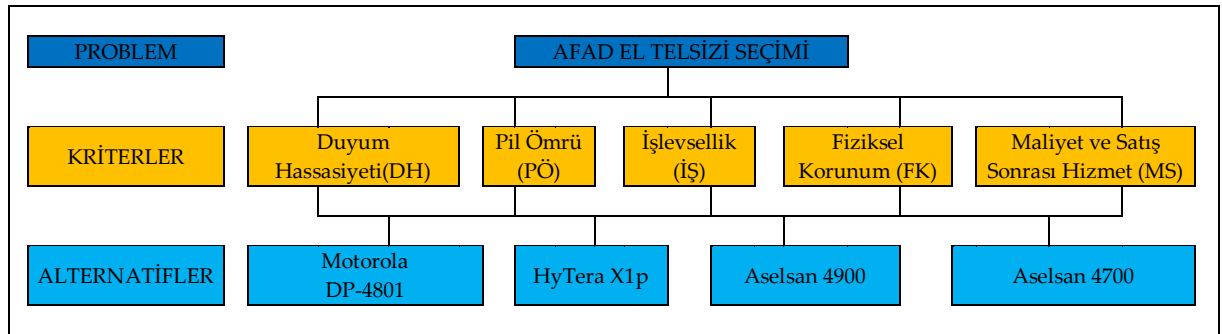 PROBLEM
AFAD EL TELSİZİ SEÇİMİ
KRİTERLER
Duyum
Hassasiyeti(DH)
Pil Ömrü
(PÖ)
İşlevsellik
(İŞ)
Fiziksel
Korunum (FK)
Maliyet ve Satış
Sonrası Hizmet (MS)
ALTERNATİFLER
Motorola
DP-4801
HyTera X1p
Aselsan 4900
Aselsan 4700